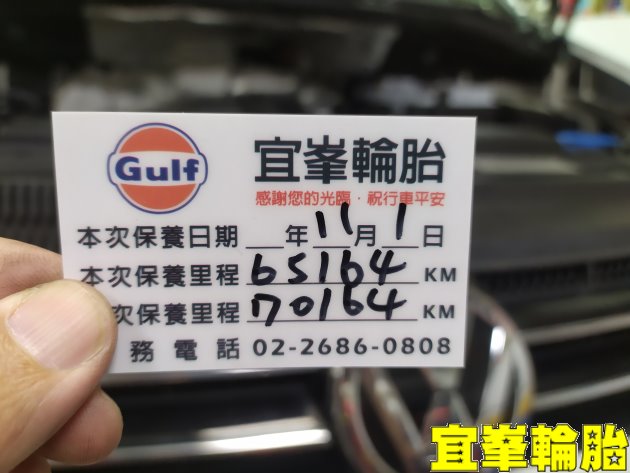 Gulf
宜峯輪胎
感謝您的光臨，祝行車平安
本次保養日期＿＿年 11 月 1 日
本次保養里程 65164 KM
次保養里程 70164 KM
務電話 02-2686-0808
宜峯輪胎